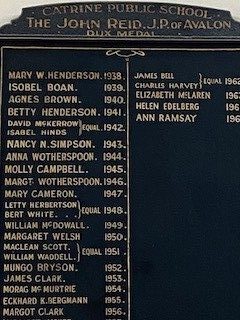 CATRINE PUBLIC SCHOOL
THE JOHN REID, J.P. OF AVALON
DUX MEDAL
MARY W. HENDERSON. 1938.
ISOBEL BOAN. 1939.
AGNES BROWN. 1940.
BETTY HENDERSON. 1941.
DAVID McKERROW
ISABEL HINDS EQUAL 1942.
NANCY N. SIMPSON. 1943.
ANNA WOTHERSPOON. 1944.
MOLLY CAMPBELL. 1945.
MARGT WOTHERSPOON. 1946.
MARY CAMERON. 1947.
LETTY HERBERTSON
BERT WHITE. . . EQUAL 1948.
WILLIAM McDOWALL. 1949.
MARGARET WELSH 1950.
MACLEAN SCOTT.
WILLIAM WADDELL. EQUAL 1951.
MUNGO BRYSON. 1952.
JAMES CLARK. 1953.
MORAG Mc MURTRIE 1954.
ECKHARD K. BERGMANN 1955.
MARGOT CLARK 1956.
JAMES BELL
CHARLES HARVEY EQUAL 1962
ELIZABETH McLAREN
HELEN EDELBERG
ANN RAMSAY